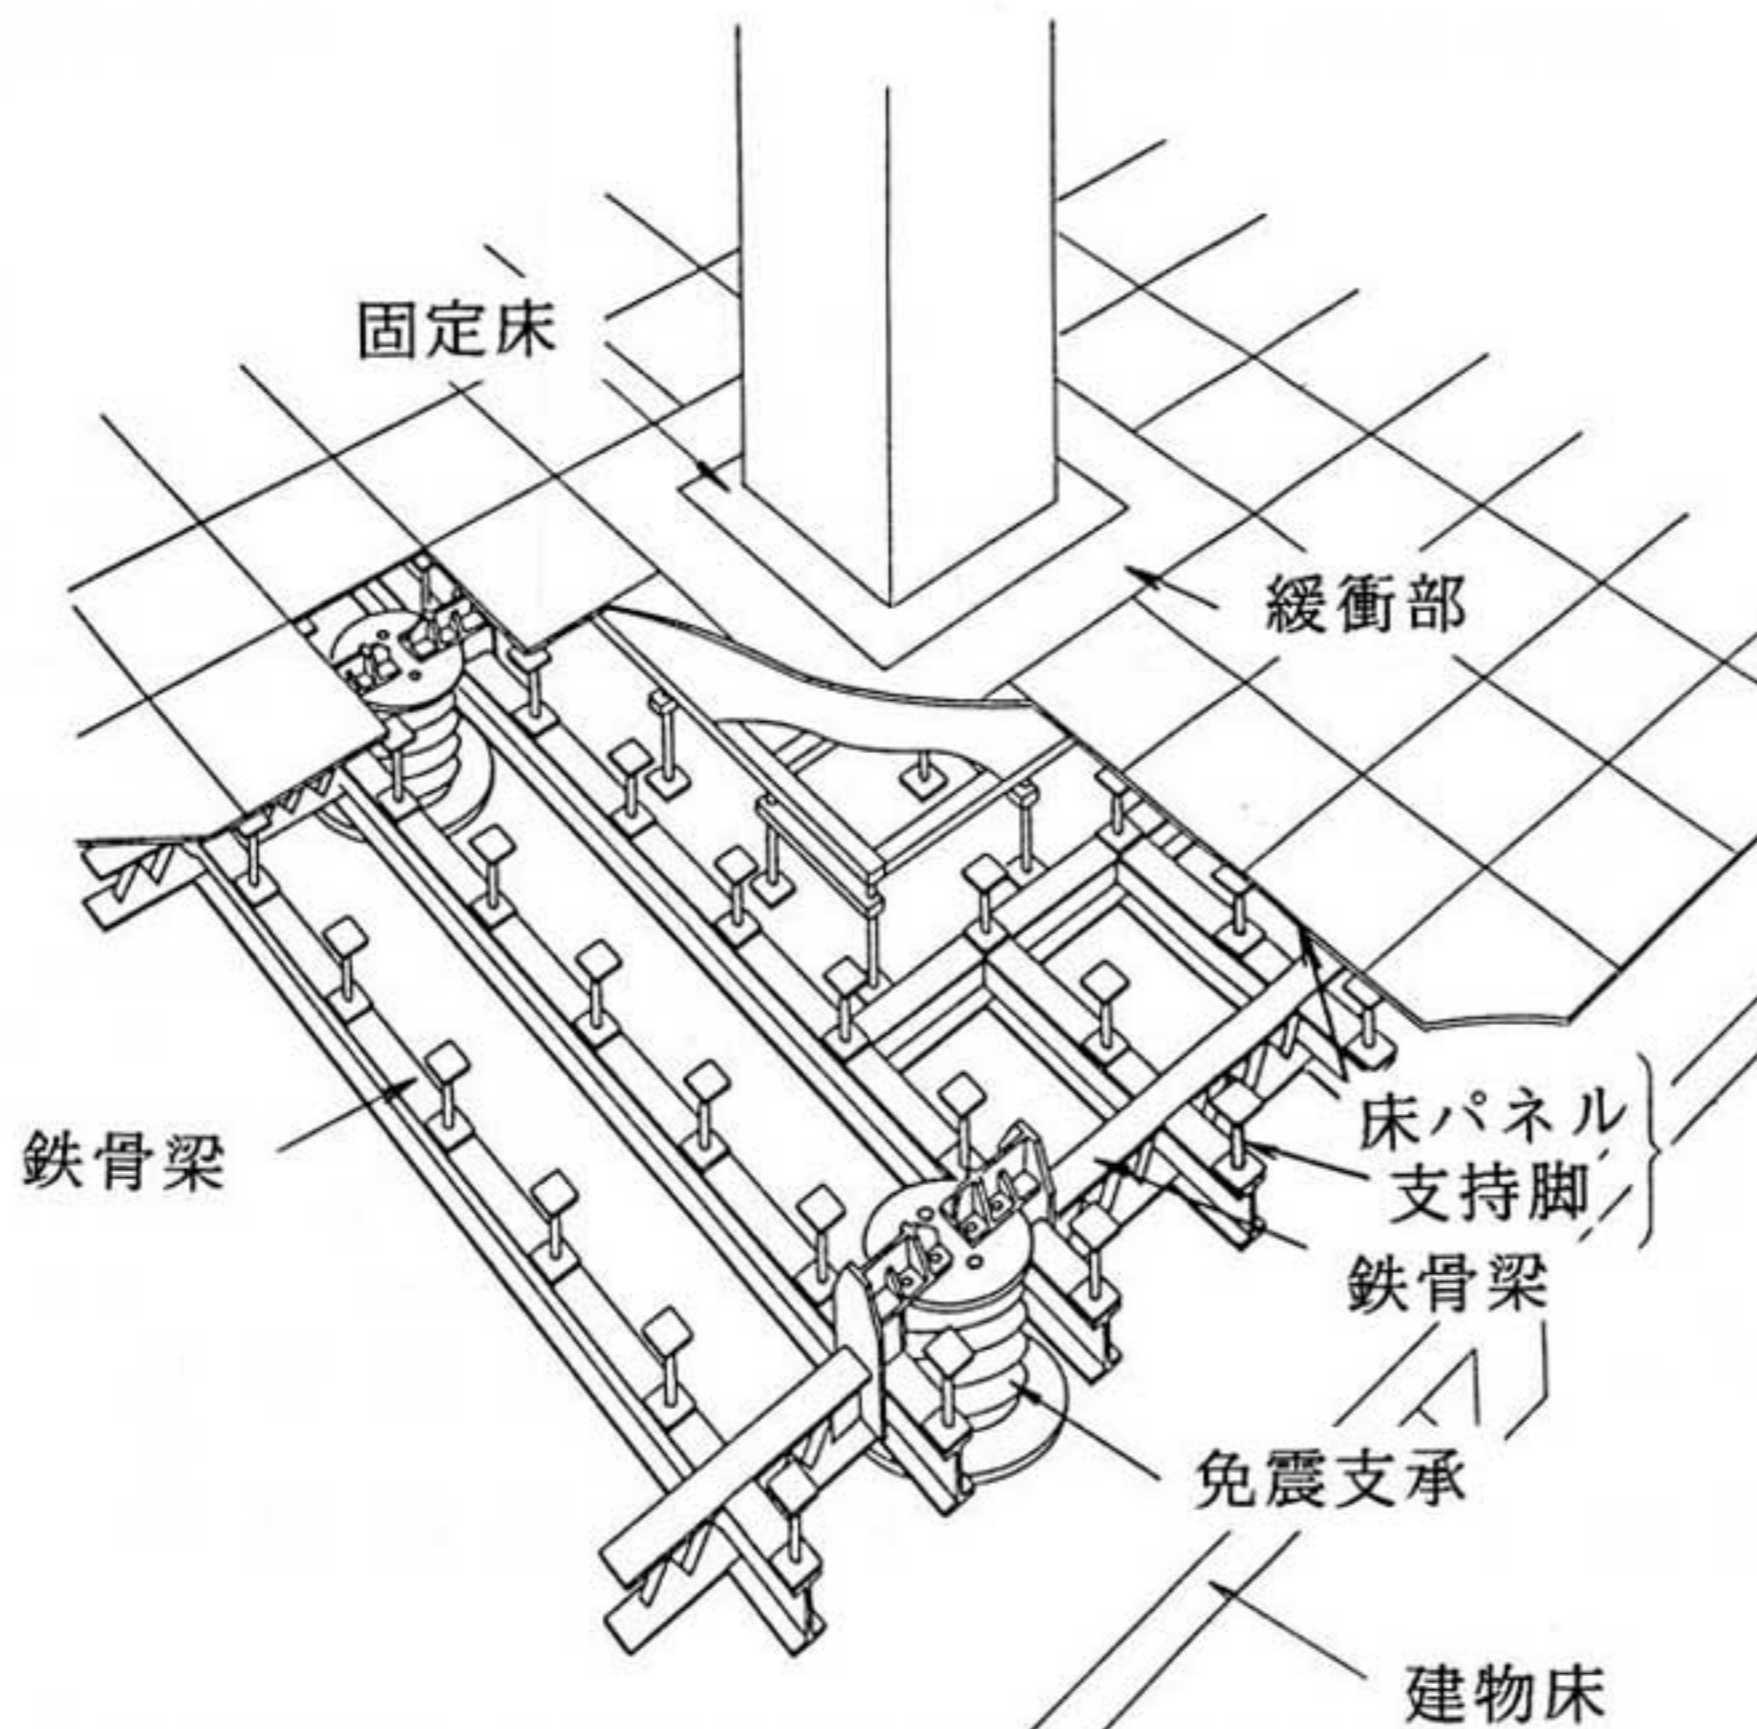 固定床
緩衝部
鉄骨梁
床パネル
支持脚
鉄骨梁
免震支承
建物床